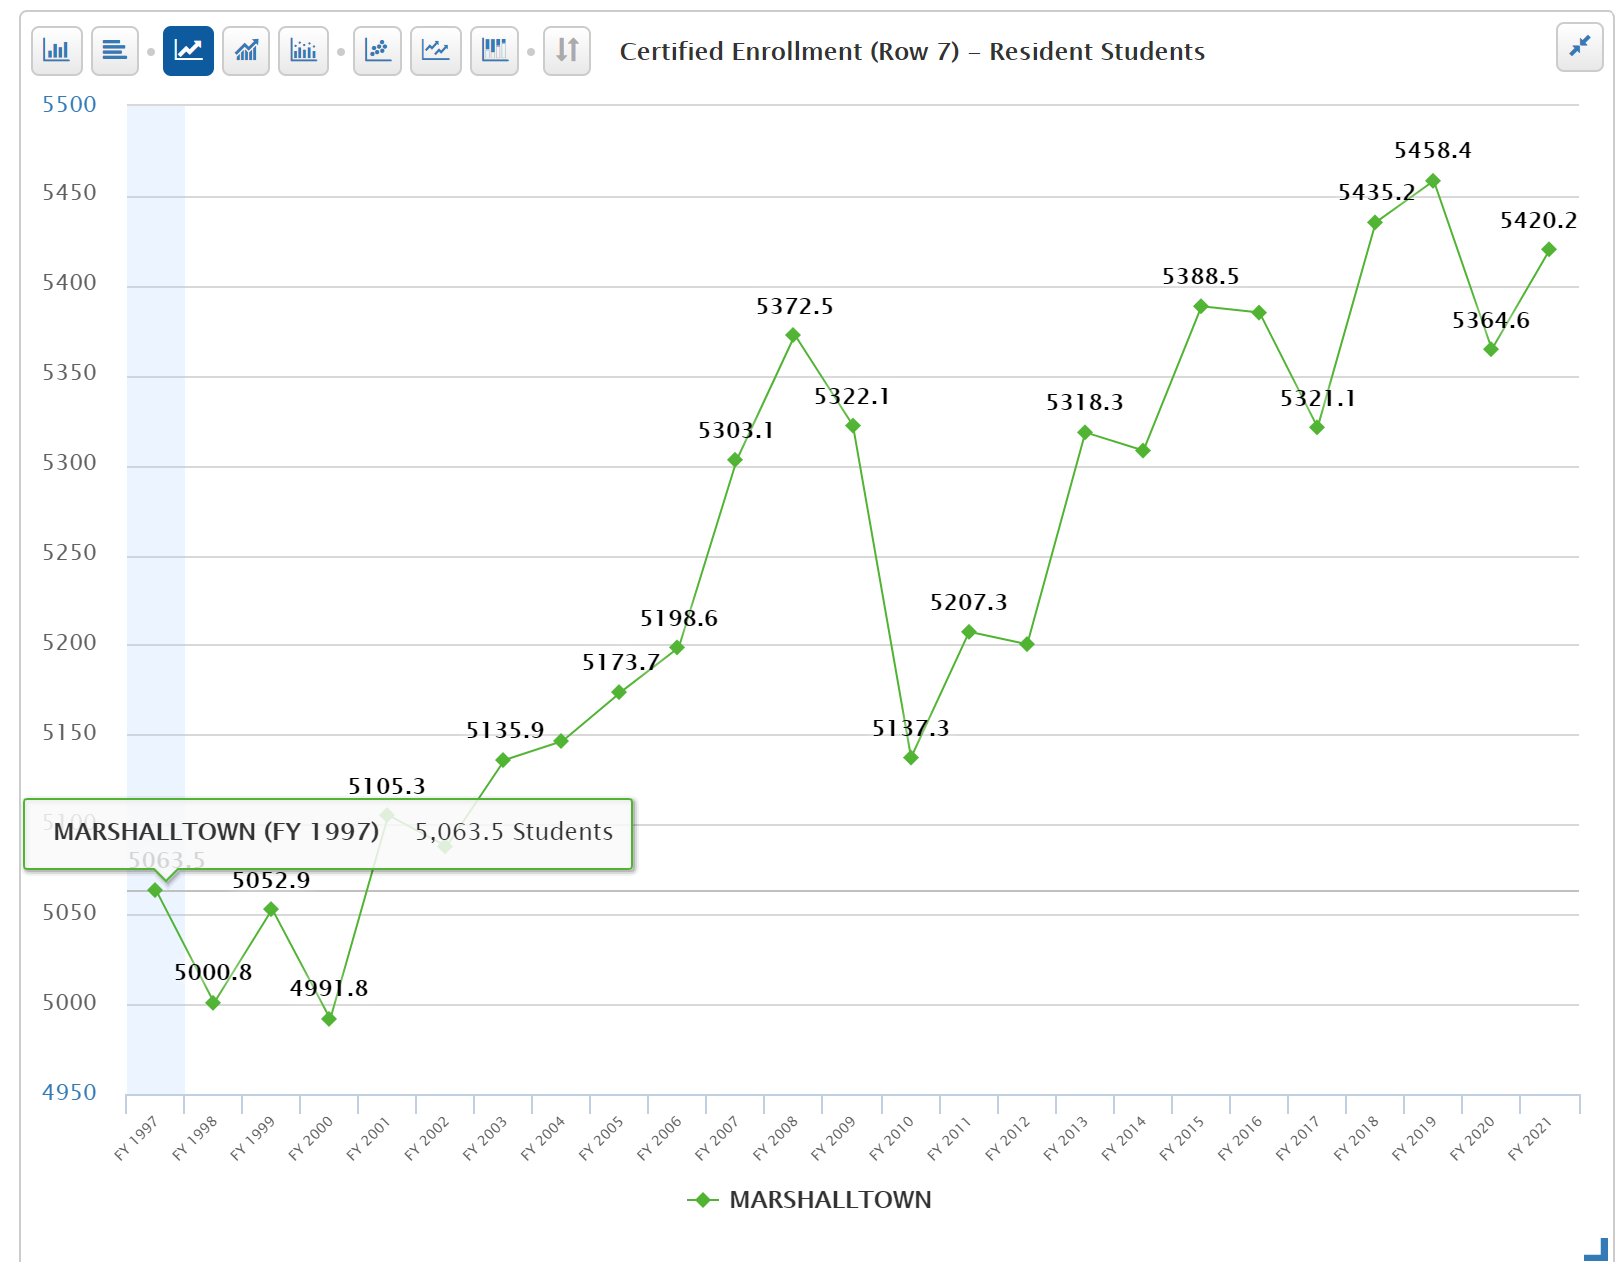 Certified Enrollment (Row 7) – Resident Students
5500
5450
5400
5350
5300
5250
5200
5150
5100
5050
5000
4950
5063.5
5000.8
5052.9
4991.8
5105.3
5135.9
5173.7
5198.6
5303.1
5372.5
5322.1
5137.3
5207.3
5318.3
5388.5
5321.1
5435.2
5458.4
5364.6
5420.2
MARSHALLTOWN (FY 1997) 5,063.5 Students
FY 1997
FY 1998
FY 1999
FY 2000
FY 2001
FY 2002
FY 2003
FY 2004
FY 2005
FY 2006
FY 2007
FY 2008
FY 2009
FY 2010
FY 2011
FY 2012
FY 2013
FY 2014
FY 2015
FY 2016
FY 2017
FY 2018
FY 2019
FY 2020
FY 2021
MARSHALLTOWN